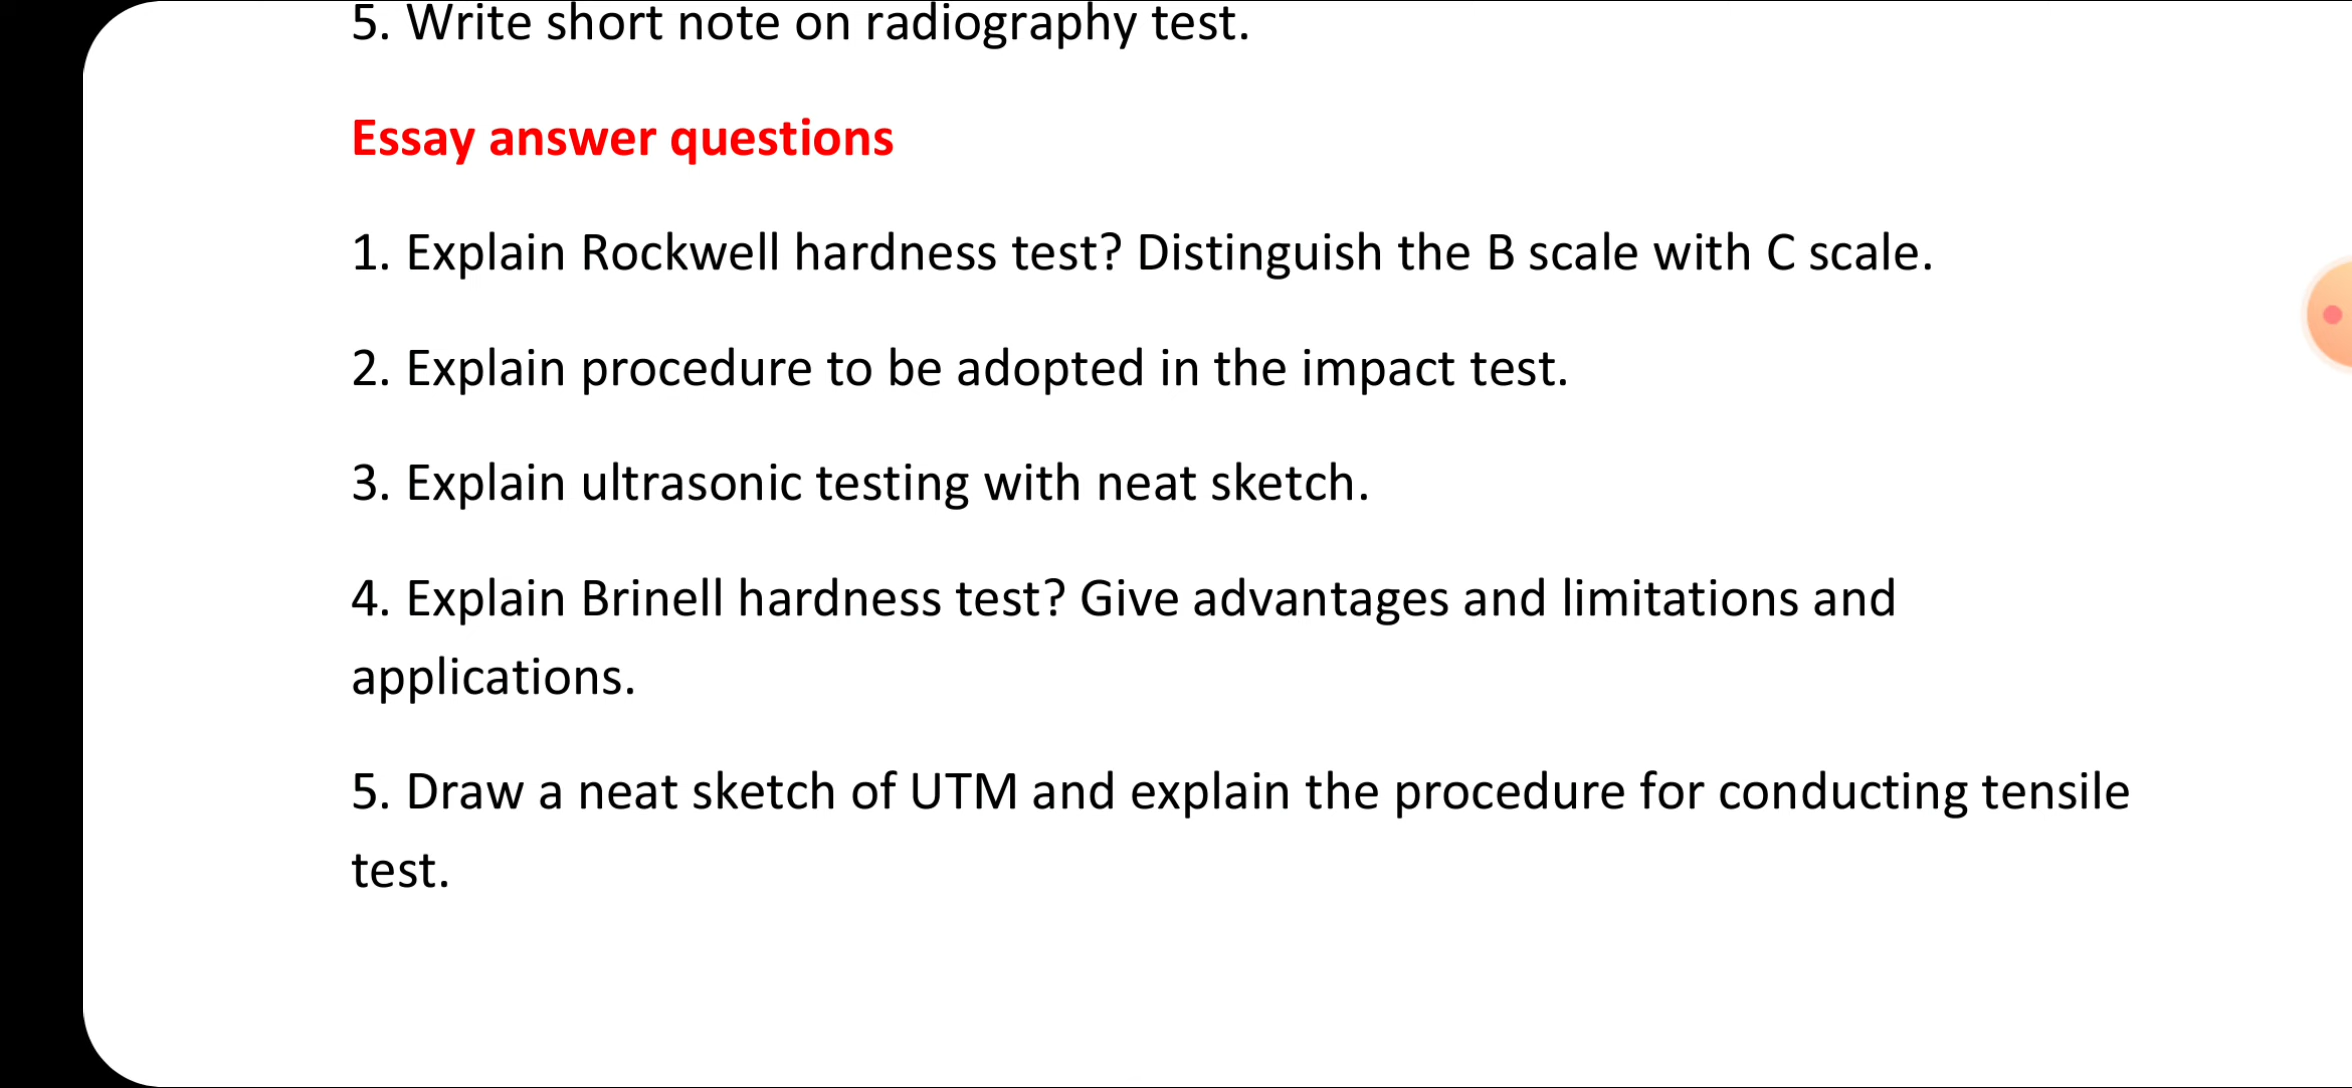 5. Write short note on radiography test.
Essay answer questions
1. Explain Rockwell hardness test? Distinguish the B scale with C scale.
2. Explain procedure to be adopted in the impact test.
3. Explain ultrasonic testing with neat sketch.
4. Explain Brinell hardness test? Give advantages and limitations and
applications.
5. Draw a neat sketch of UTM and explain the procedure for conducting tensile
test.